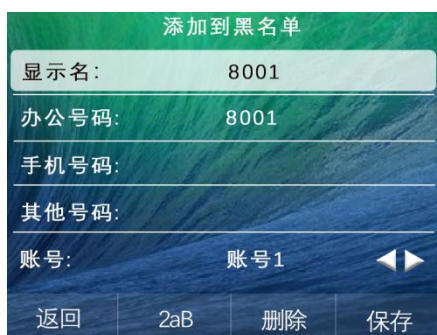 添加到黑名单
显示名: 8001
办公号码: 8001
手机号码:
其他号码:
账号: 账号1
返回 2aB 删除 保存